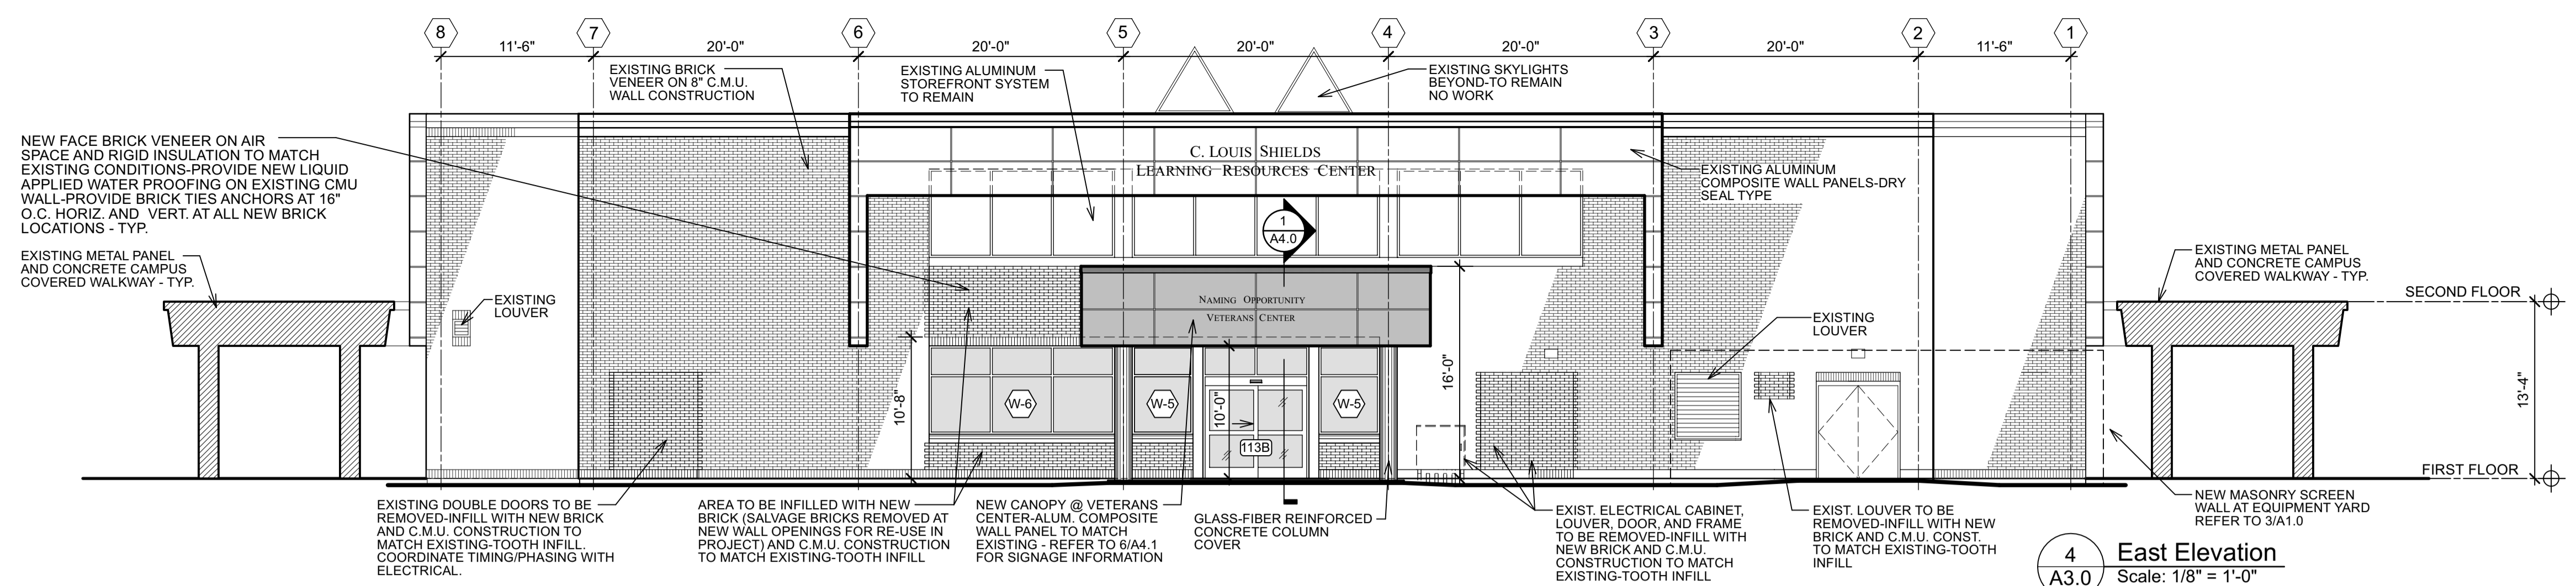 8
7
6
5
4
3
2
1
11'-6"
20'-0"
20'-0"
20'-0"
20'-0"
20'-0"
11'-6"
EXISTING BRICK
VENEER ON 8" C.M.U.
WALL CONSTRUCTION
EXISTING ALUMINUM
STOREFRONT SYSTEM
TO REMAIN
EXISTING SKYLIGHTS
BEYOND-TO REMAIN
NO WORK
NEW FACE BRICK VENEER ON AIR
SPACE AND RIGID INSULATION TO MATCH
EXISTING CONDITIONS-PROVIDE NEW LIQUID
APPLIED WATER PROOFING ON EXISTING CMU
WALL-PROVIDE BRICK TIES ANCHORS AT 16"
O.C. HORIZ. AND VERT. AT ALL NEW BRICK
LOCATIONS - TYP.
C. LOUIS SHIELDS
LEARNING RESOURCES CENTER
EXISTING ALUMINUM
COMPOSITE WALL PANELS-DRY
SEAL TYPE
1
A4.0
EXISTING METAL PANEL
AND CONCRETE CAMPUS
COVERED WALKWAY - TYP.
EXISTING METAL PANEL
AND CONCRETE CAMPUS
COVERED WALKWAY - TYP.
EXISTING
LOUVER
NAMING OPPORTUNITY
VETERANS CENTER
EXISTING
LOUVER
SECOND FLOOR
10'-8"
W-6
W-5
10'-0"
W-5
16'-0"
13'-4"
113B
FIRST FLOOR
EXISTING DOUBLE DOORS TO BE
REMOVED-INFILL WITH NEW BRICK
AND C.M.U. CONSTRUCTION TO
MATCH EXISTING-TOOTH INFILL.
COORDINATE TIMING/PHASING WITH
ELECTRICAL.
AREA TO BE INFILLED WITH NEW
BRICK (SALVAGE BRICKS REMOVED AT
NEW WALL OPENINGS FOR RE-USE IN
PROJECT) AND C.M.U. CONSTRUCTION
TO MATCH EXISTING-TOOTH INFILL
NEW CANOPY @ VETERANS
CENTER-ALUM. COMPOSITE
WALL PANEL TO MATCH
EXISTING - REFER TO 6/A4.1
FOR SIGNAGE INFORMATION
GLASS-FIBER REINFORCED
CONCRETE COLUMN
COVER
EXIST. ELECTRICAL CABINET,
LOUVER, DOOR, AND FRAME
TO BE REMOVED-INFILL WITH
NEW BRICK AND C.M.U.
CONSTRUCTION TO MATCH
EXISTING-TOOTH INFILL
EXIST. LOUVER TO BE
REMOVED-INFILL WITH NEW
BRICK AND C.M.U. CONST.
TO MATCH EXISTING-TOOTH
INFILL
NEW MASONRY SCREEN
WALL AT EQUIPMENT YARD
REFER TO 3/A1.0
4
A3.0
East Elevation
Scale: 1/8" = 1'-0"